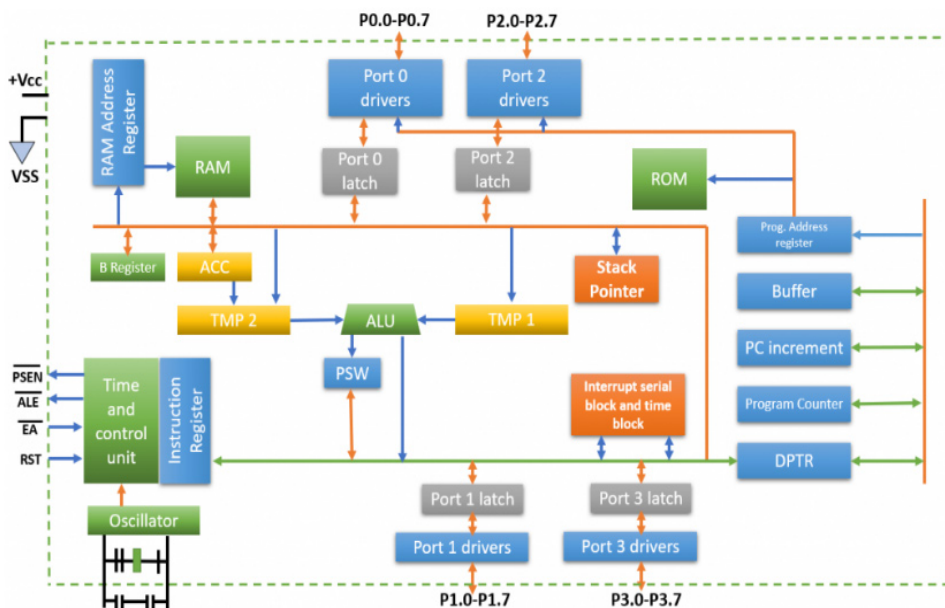 P0.0-P0.7
P2.0-P2.7
+Vcc
VSS
RAM Address
Register
RAM
Port 0
drivers
Port 2
drivers
Port 0
latch
Port 2
latch
ROM
Prog. Address
register
B Register
ACC
Stack
Pointer
Buffer
TMP 2
ALU
TMP 1
PC increment
PSEN
ALE
EA
RST
Time
and
control
unit
Instruction
Register
PSW
Interrupt serial
block and time
block
Program Counter
DPTR
Port 1 latch
Port 3 latch
Oscillator
Port 1 drivers
Port 3 drivers
P1.0-P1.7
P3.0-P3.7